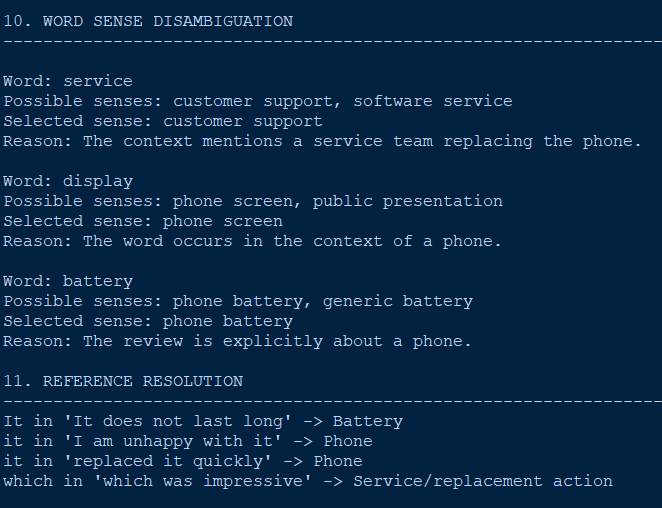 10. WORD SENSE DISAMBIGUATION
------------------------------------------------------------------
Word: service
Possible senses: customer support, software service
Selected sense: customer support
Reason: The context mentions a service team replacing the phone.
Word: display
Possible senses: phone screen, public presentation
Selected sense: phone screen
Reason: The word occurs in the context of a phone.
Word: battery
Possible senses: phone battery, generic battery
Selected sense: phone battery
Reason: The review is explicitly about a phone.
11. REFERENCE RESOLUTION
------------------------------------------------------------------
It in 'It does not last long' -> Battery
it in 'I am unhappy with it' -> Phone
it in 'replaced it quickly' -> Phone
which in 'which was impressive' -> Service/replacement action